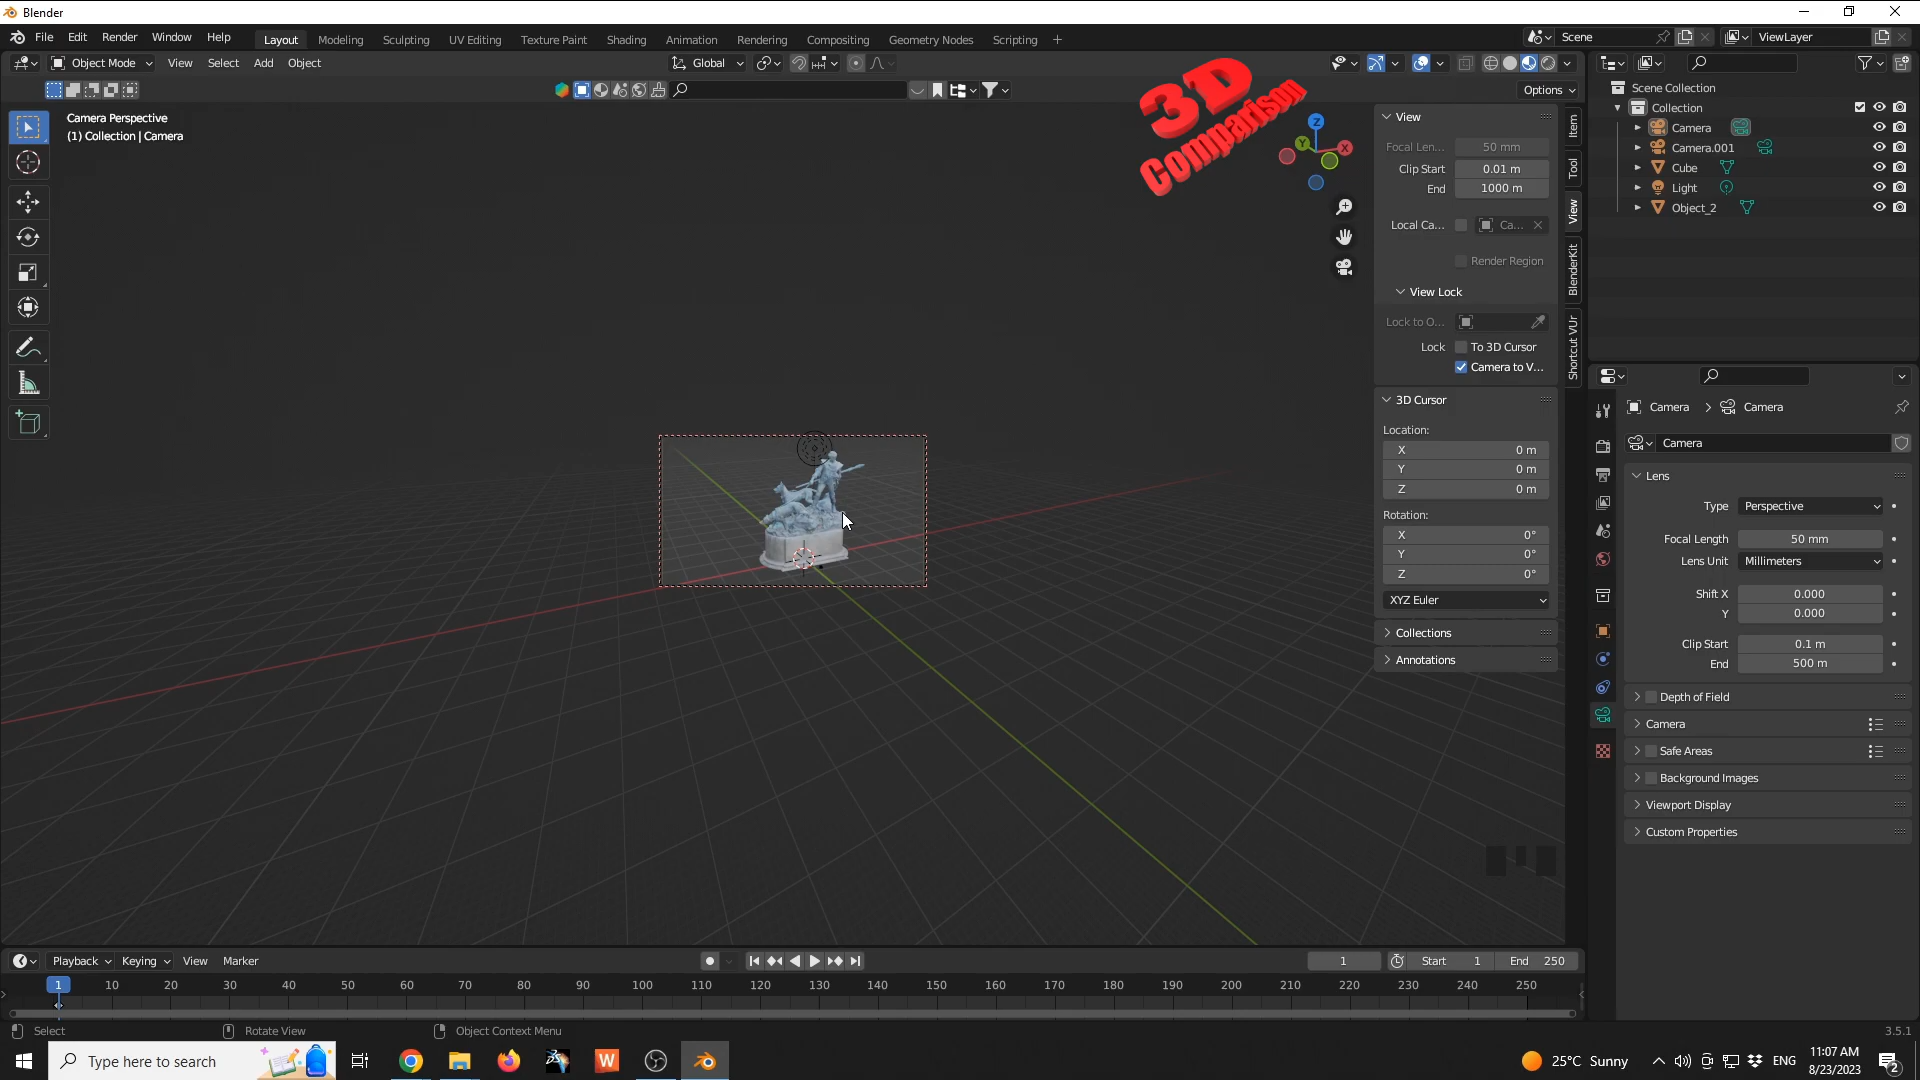 Blender
File Edit Render Window Help
Layout Modeling Sculpting UV Editing Texture Paint Shading Animation Rendering Compositing Geometry Nodes Scripting +
Scene ViewLayer
Object Mode View Select Add Object Global
Options
Camera Perspective
(1) Collection | Camera
3D
Comparison
Z
Y
X
View
Focal Len... 50 mm
Clip Start 0.01 m
End 1000 m
Local Ca... Ca...
Render Region
View Lock
Lock to O...
Lock To 3D Cursor
Camera to V...
3D Cursor
Location:
X 0 m
Y 0 m
Z 0 m
Rotation:
X 0°
Y 0°
Z 0°
XYZ Euler
Collections
Annotations
Item
Tool
View
BlenderKit
Shortcut VUr
Scene Collection
Collection
Camera
Camera.001
Cube
Light
Object_2
Camera > Camera
Camera
Lens
Type Perspective
Focal Length 50 mm
Lens Unit Millimeters
Shift X 0.000
Y 0.000
Clip Start 0.1 m
End 500 m
Depth of Field
Camera
Safe Areas
Background Images
Viewport Display
Custom Properties
Playback Keying View Marker
1 Start 1 End 250
1 10 20 30 40 50 60 70 80 90 100 110 120 130 140 150 160 170 180 190 200 210 220 230 240 250
Select Rotate View Object Context Menu
3.5.1
Type here to search
W
25°C Sunny
ENG
11:07 AM
8/23/2023
2